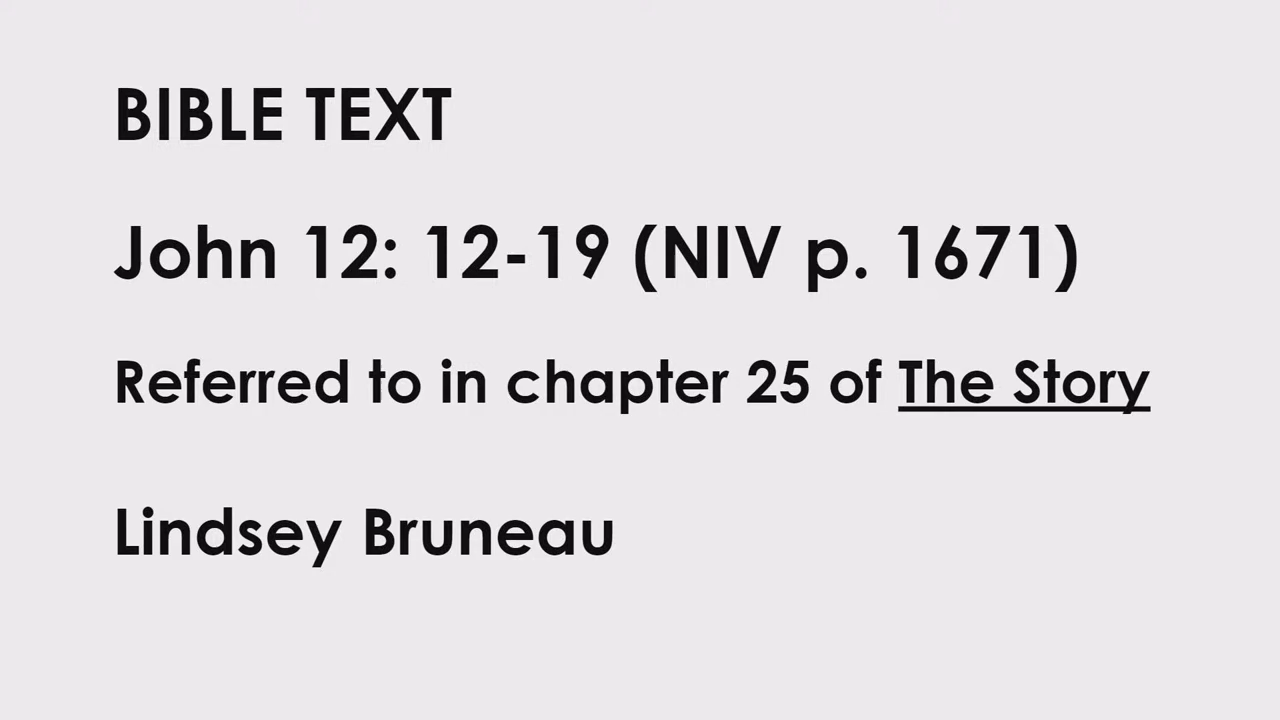 BIBLE TEXT
John 12: 12-19 (NIV p. 1671)
Referred to in chapter 25 of The Story
Lindsey Bruneau